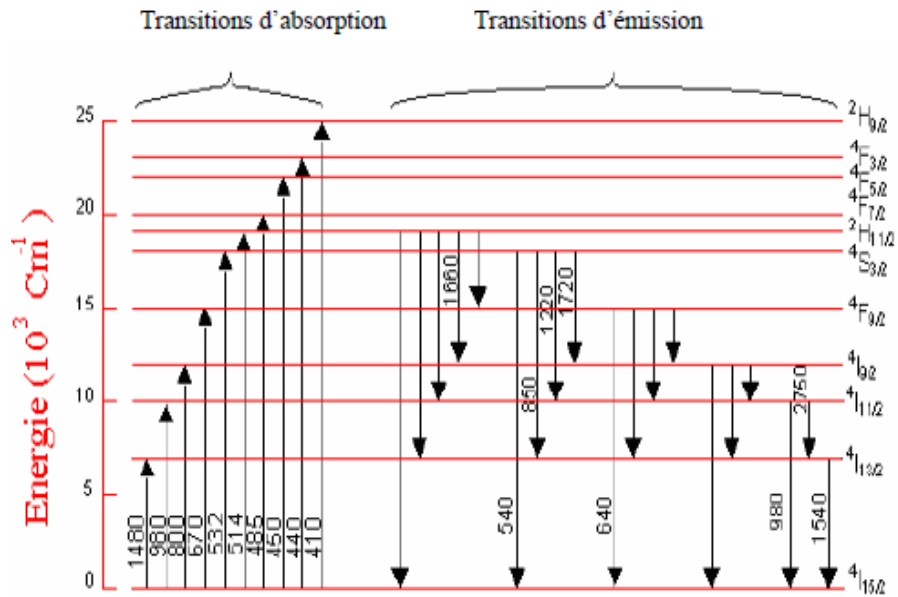 Transitions d'absorption
Transitions d'émission
Energie (10³ Cm⁻¹)
25
20
15
10
5
0
²H₉/₂
⁴F₃/₂
⁴F₅/₂
⁴F₇/₂
²H₁₁/₂
⁴S₃/₂
⁴F₉/₂
⁴I₉/₂
⁴I₁₁/₂
⁴I₁₃/₂
⁴I₁₅/₂
1480
980
800
670
532
514
485
450
440
410
1660
540
850
1220
1720
640
980
2750
1540